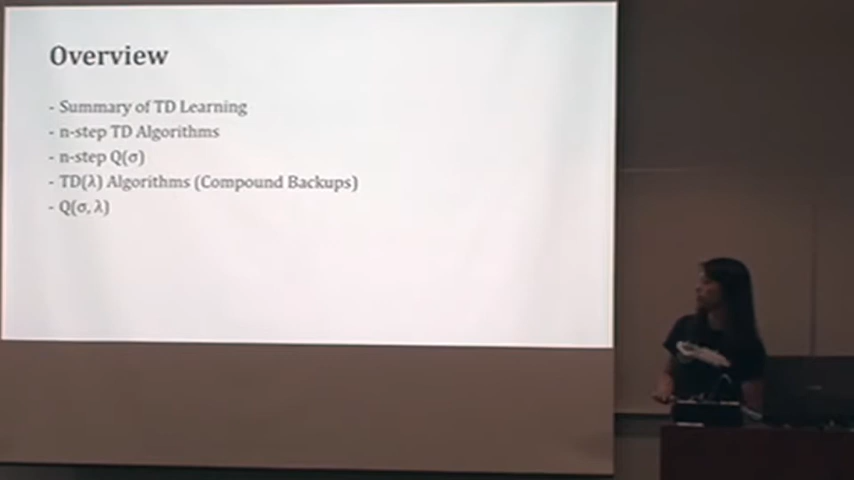 Overview
- Summary of TD Learning
- n-step TD Algorithms
- n-step Q(σ)
- TD(λ) Algorithms (Compound Backups)
- Q(σ, λ)